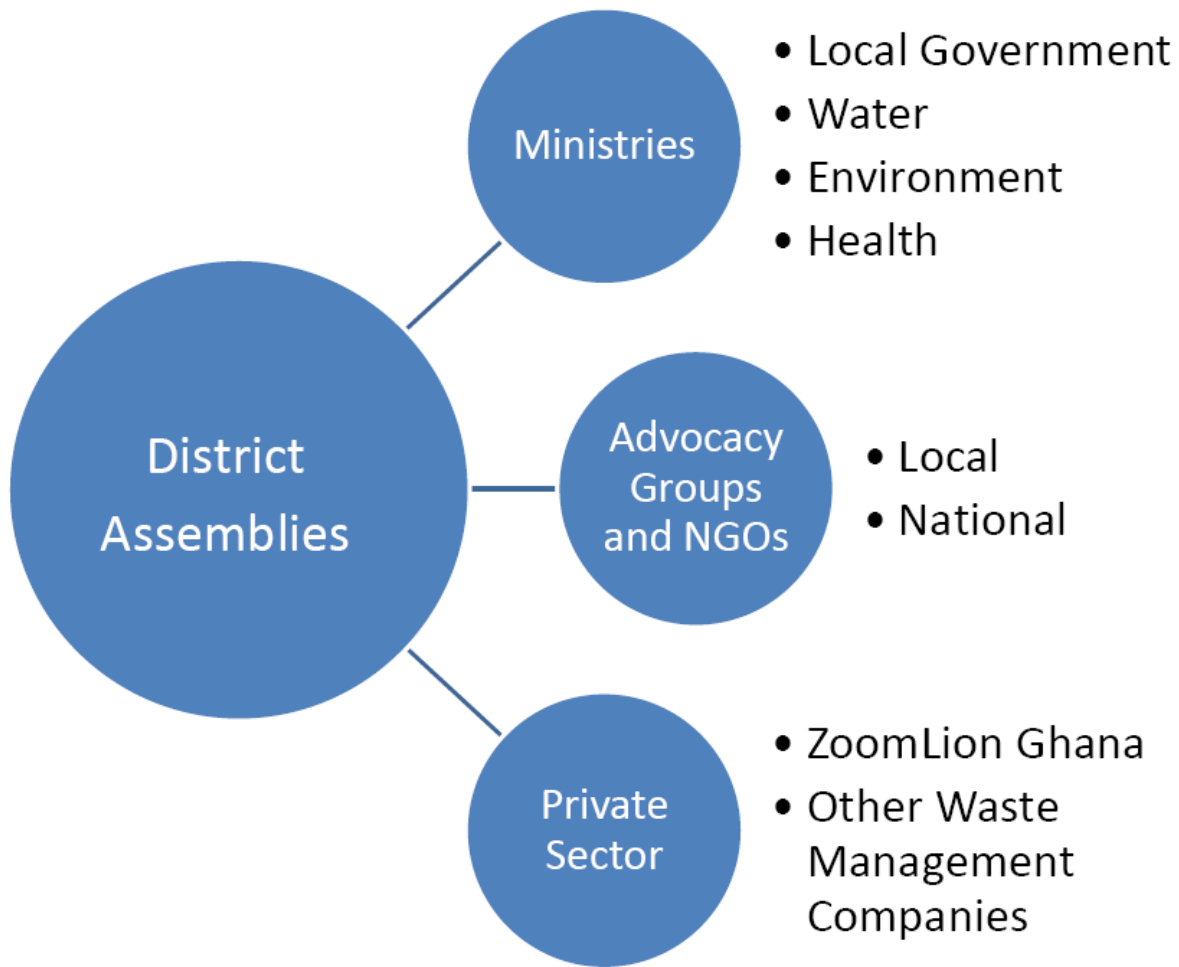 District
Assemblies
Ministries
• Local Government
• Water
• Environment
• Health
Advocacy
Groups
and NGOs
• Local
• National
Private
Sector
• ZoomLion Ghana
• Other Waste
Management
Companies